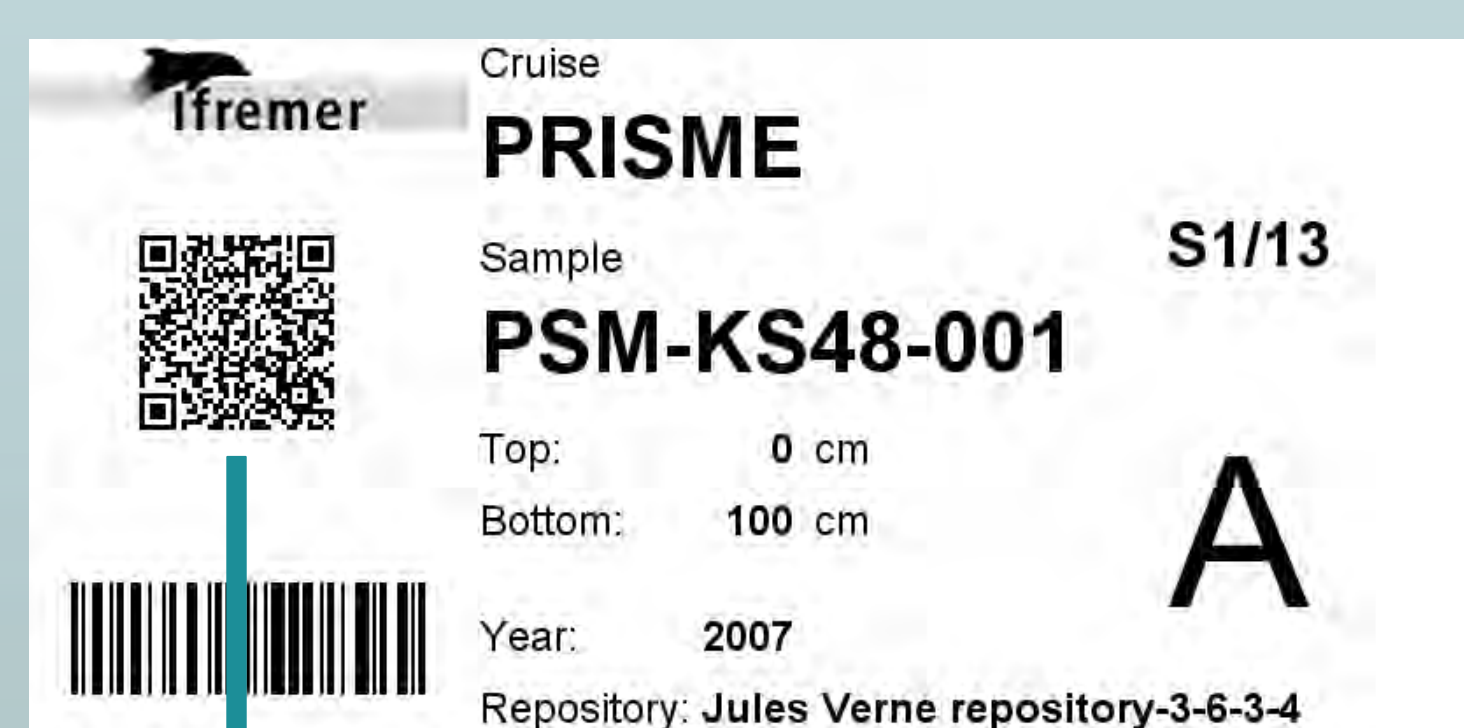 Ifremer
Cruise
PRISME
S1/13
Sample
PSM-KS48-001
Top: 0 cm
Bottom: 100 cm
A
Year: 2007
Repository: Jules Verne repository-3-6-3-4